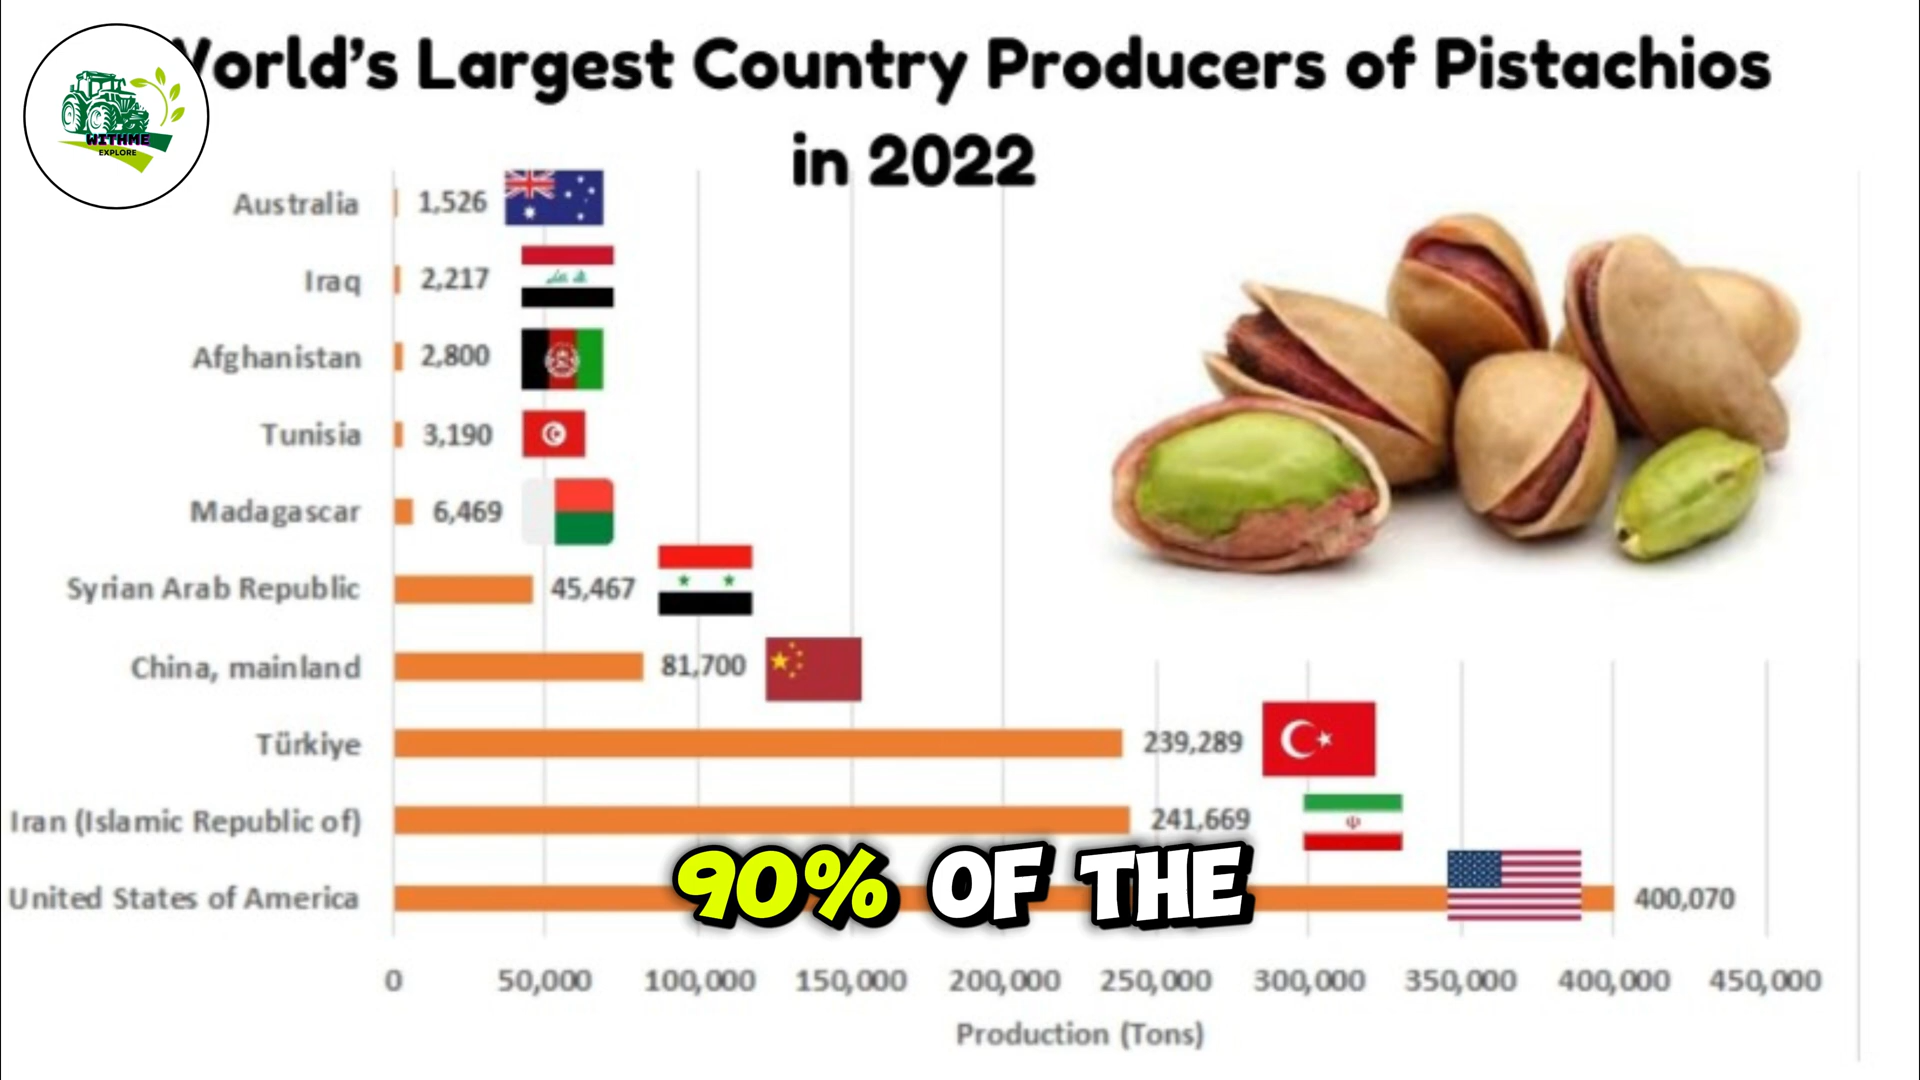 World's Largest Country Producers of Pistachios
in 2022
WITHME
EXPLORE
Australia 1,526
Iraq 2,217
Afghanistan 2,800
Tunisia 3,190
Madagascar 6,469
Syrian Arab Republic 45,467
China, mainland 81,700
Türkiye 239,289
Iran (Islamic Republic of) 241,669
United States of America 400,070
90% OF THE
0 50,000 100,000 150,000 200,000 250,000 300,000 350,000 400,000 450,000
Production (Tons)